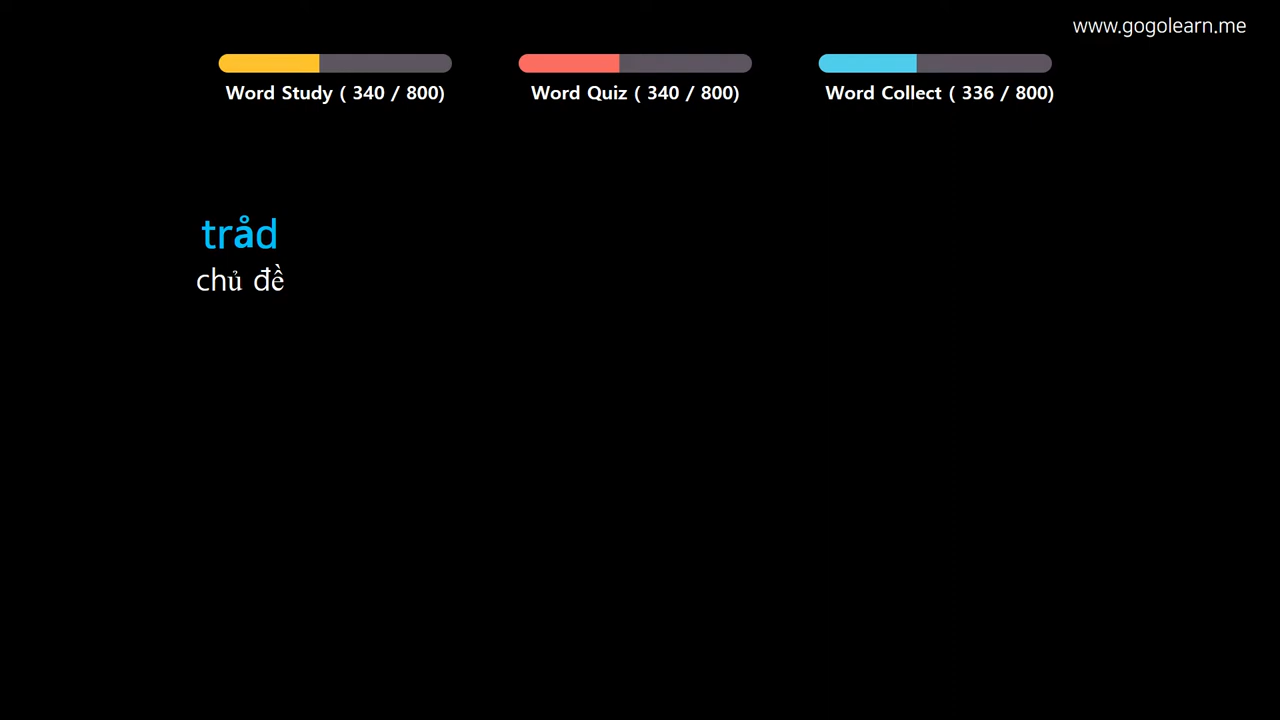 www.gogolearn.me
Word Study ( 340 / 800)
Word Quiz ( 340 / 800)
Word Collect ( 336 / 800)
tråd
chủ đề